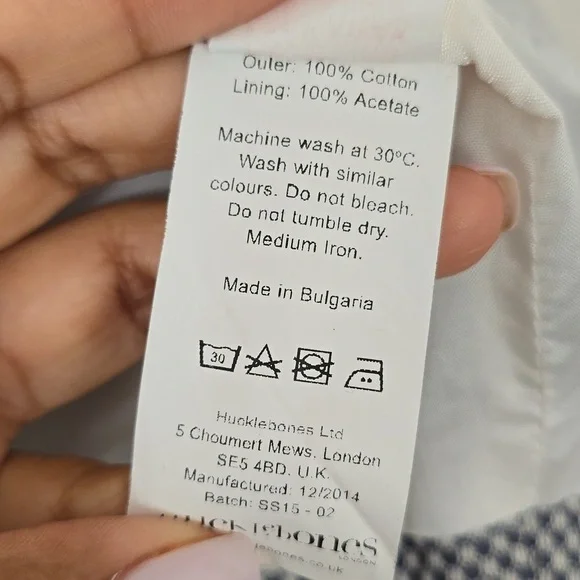 Outer: 100% Cotton
Lining: 100% Acetate
Machine wash at 30°C.
Wash with similar
colours. Do not bleach.
Do not tumble dry.
Medium Iron.
Made in Bulgaria
30
Hucklebones Ltd
5 Choumert Mews. London
SE5 4BD. U.K.
Manufactured: 12/2014
Batch: SS15 - 02
Hucklebones
LONDON